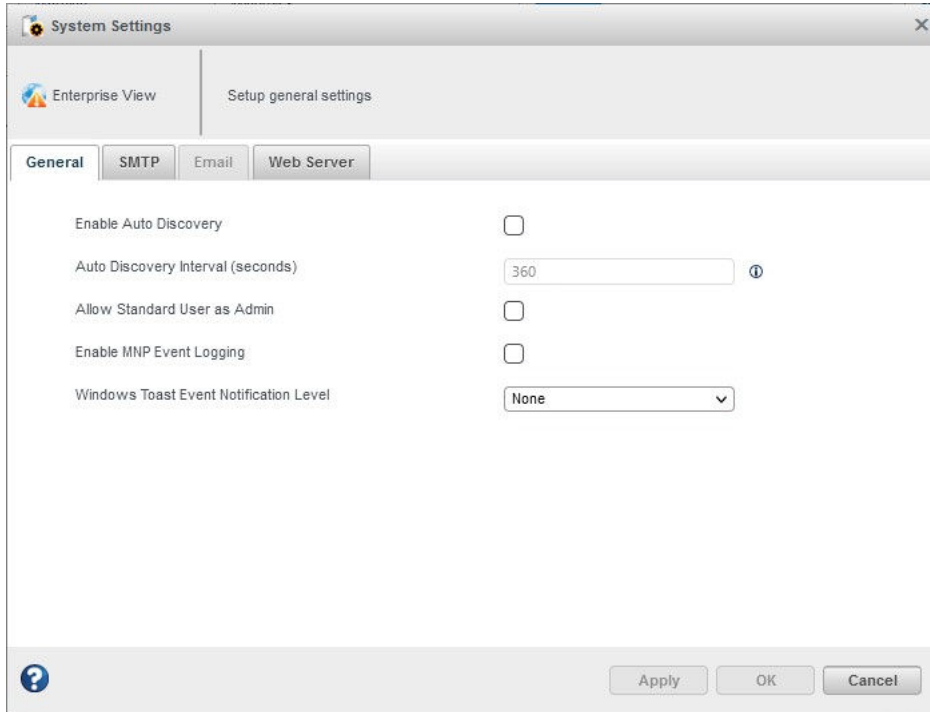 System Settings
Enterprise View
Setup general settings
General SMTP Email Web Server
Enable Auto Discovery
Auto Discovery Interval (seconds) 360
Allow Standard User as Admin
Enable MNP Event Logging
Windows Toast Event Notification Level None
Apply OK Cancel